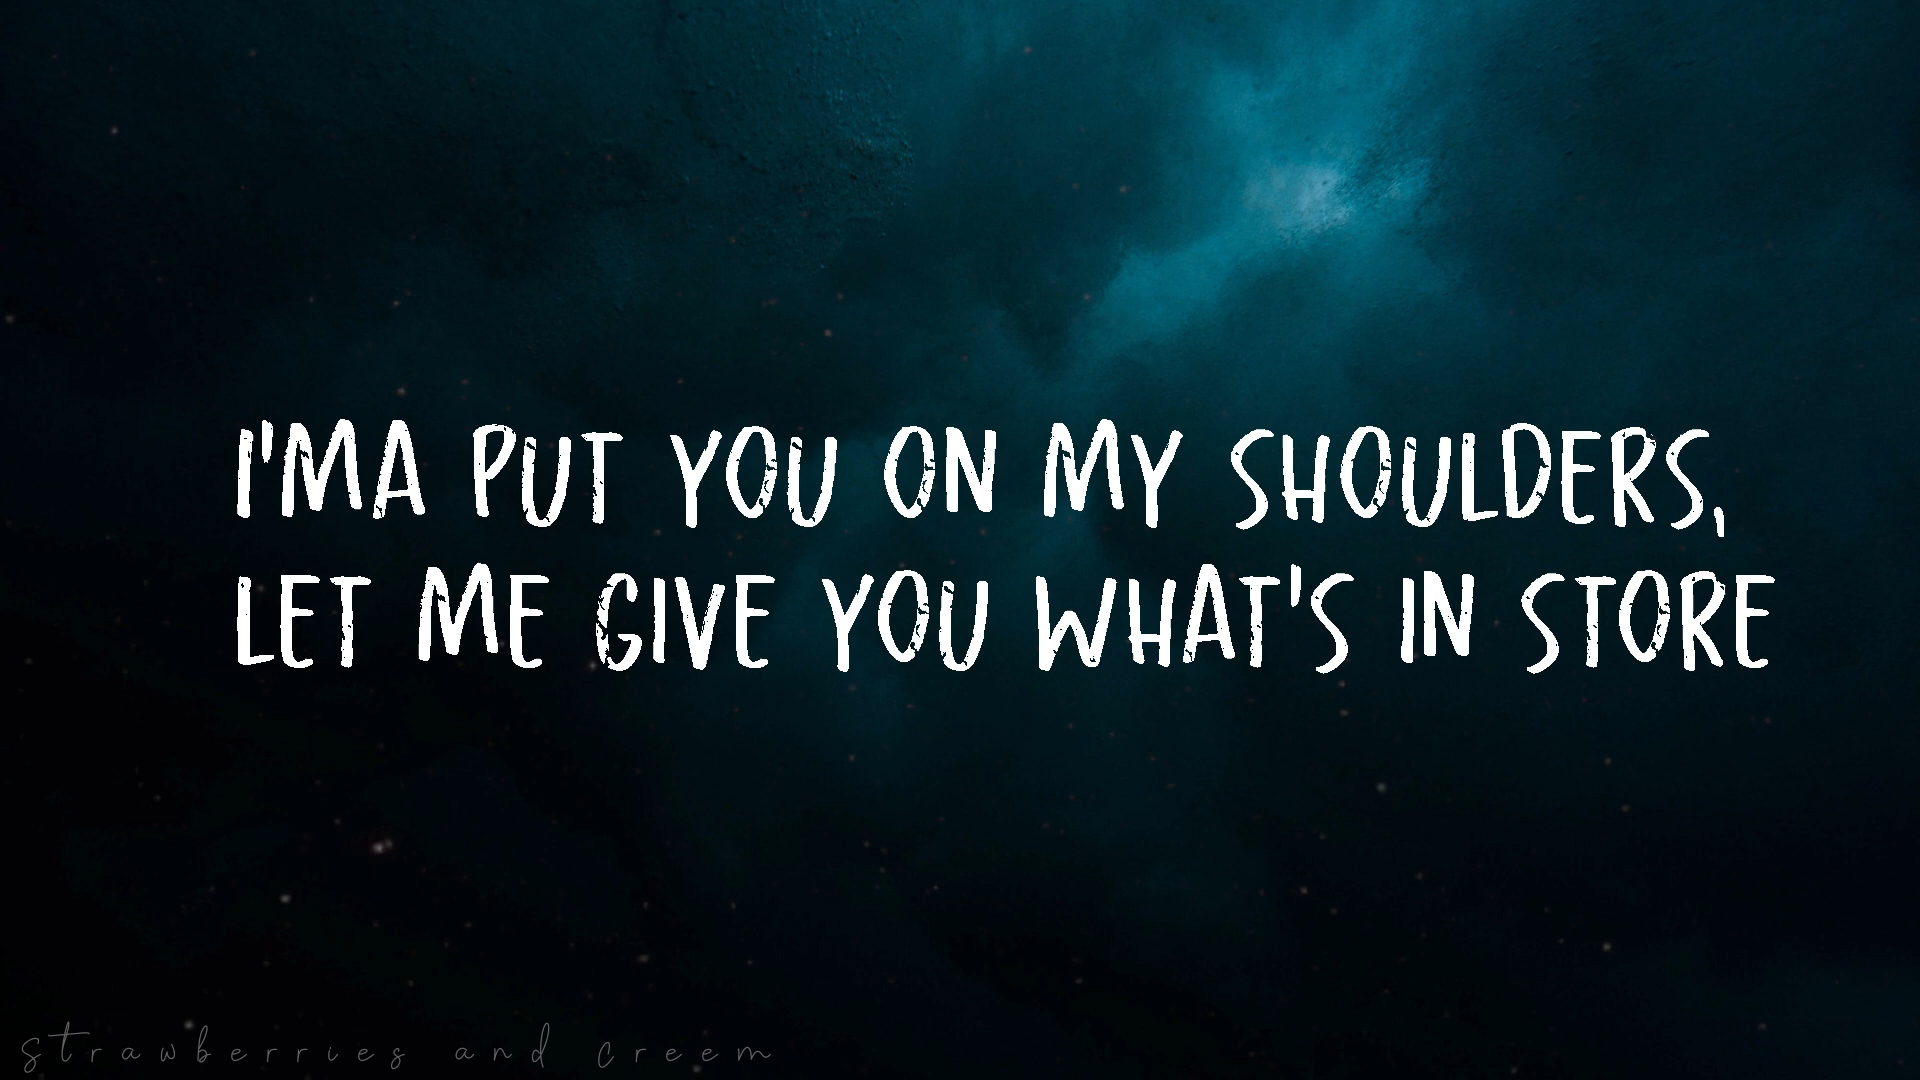 I'MA PUT YOU ON MY SHOULDERS,
LET ME GIVE YOU WHAT'S IN STORE
strawberries and creem